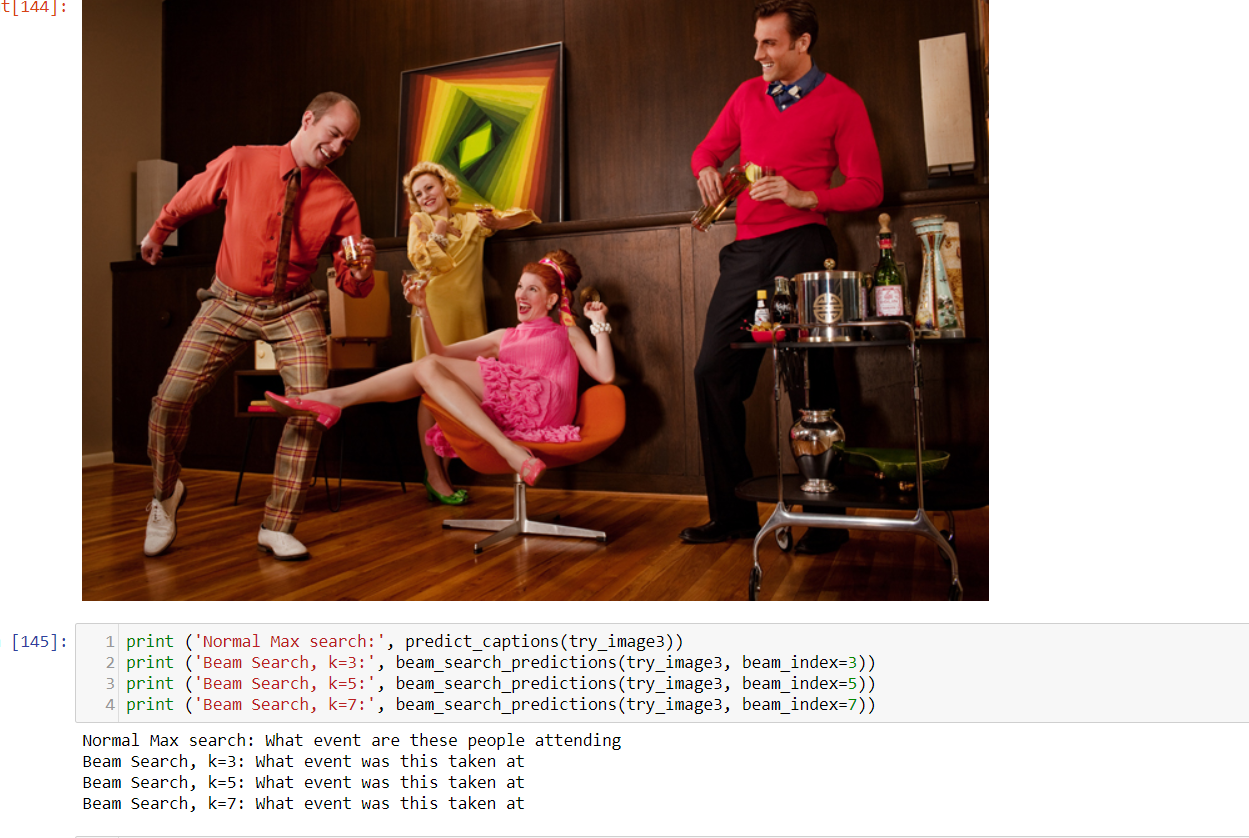 t[144]:
[145]:
1 print ('Normal Max search:', predict_captions(try_image3))
2 print ('Beam Search, k=3:', beam_search_predictions(try_image3, beam_index=3))
3 print ('Beam Search, k=5:', beam_search_predictions(try_image3, beam_index=5))
4 print ('Beam Search, k=7:', beam_search_predictions(try_image3, beam_index=7))
Normal Max search: What event are these people attending
Beam Search, k=3: What event was this taken at
Beam Search, k=5: What event was this taken at
Beam Search, k=7: What event was this taken at